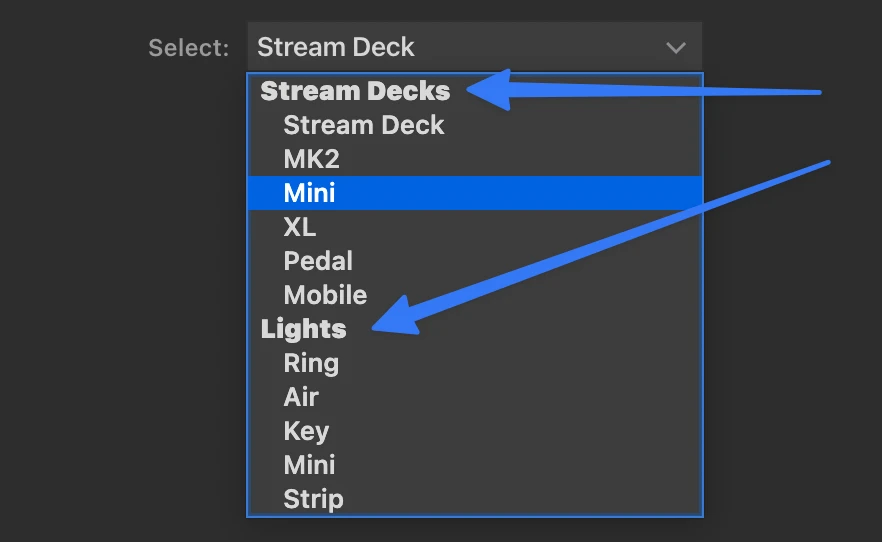 Select: Stream Deck
Stream Decks
Stream Deck
MK2
Mini
XL
Pedal
Mobile
Lights
Ring
Air
Key
Mini
Strip